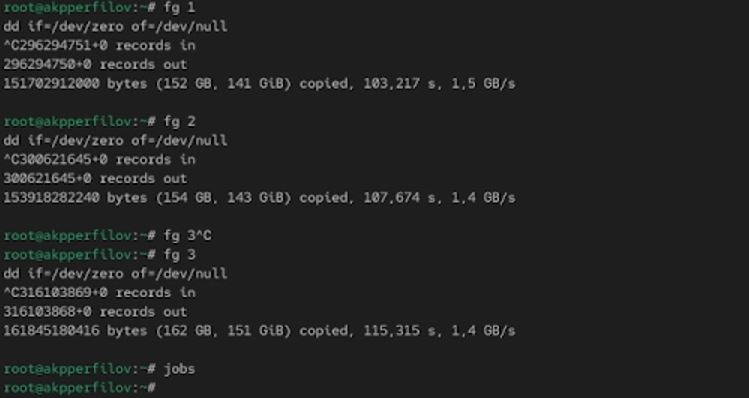 root@akpperfilov:~# fg 1
dd if=/dev/zero of=/dev/null
^C296294751+0 records in
296294750+0 records out
151702912000 bytes (152 GB, 141 GiB) copied, 103,217 s, 1,5 GB/s
root@akpperfilov:~# fg 2
dd if=/dev/zero of=/dev/null
^C300621645+0 records in
300621645+0 records out
153918282240 bytes (154 GB, 143 GiB) copied, 107,674 s, 1,4 GB/s
root@akpperfilov:~# fg 3^C
root@akpperfilov:~# fg 3
dd if=/dev/zero of=/dev/null
^C316103869+0 records in
316103868+0 records out
161845180416 bytes (162 GB, 151 GiB) copied, 115,315 s, 1,4 GB/s
root@akpperfilov:~# jobs
root@akpperfilov:~#